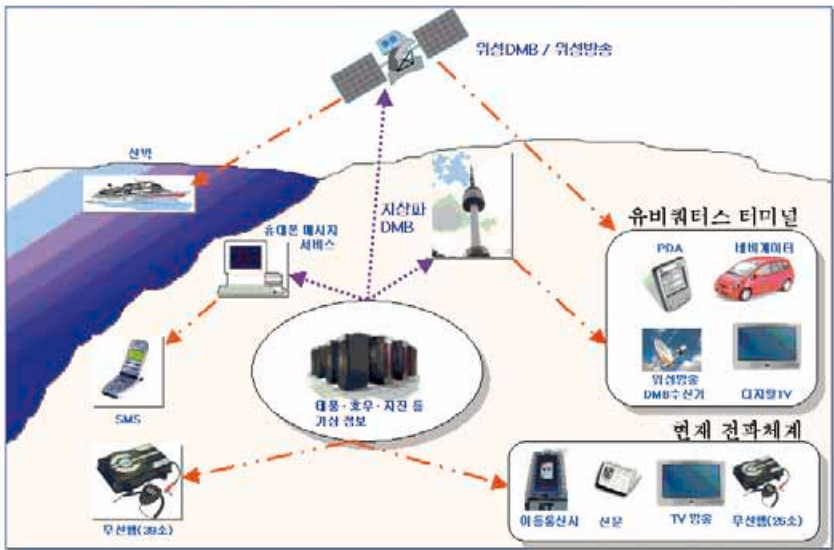 위성DMB / 위성방송
선박
지상파
DMB
휴대폰 메시지
서비스
유비쿼터스 터미널
PDA
네비게이터
위성방송
DMB수신기
디지털TV
SMS
태풍·호우·지진 등
기상 정보
현재 전파체계
무선랩(39소)
이동통신사
신문
TV 방송
무선랩(26소)